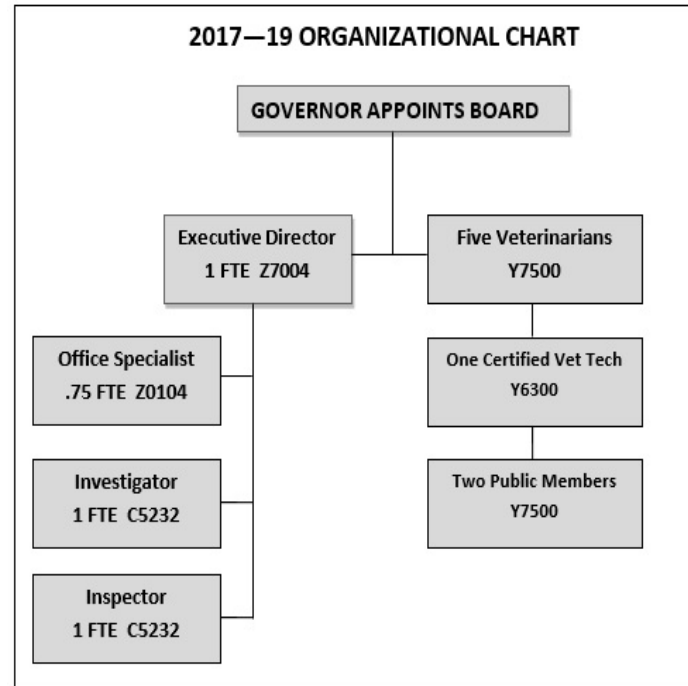 2017—19 ORGANIZATIONAL CHART
GOVERNOR APPOINTS BOARD
Executive Director
1 FTE Z7004
Five Veterinarians
Y7500
Office Specialist
.75 FTE Z0104
One Certified Vet Tech
Y6300
Investigator
1 FTE C5232
Two Public Members
Y7500
Inspector
1 FTE C5232